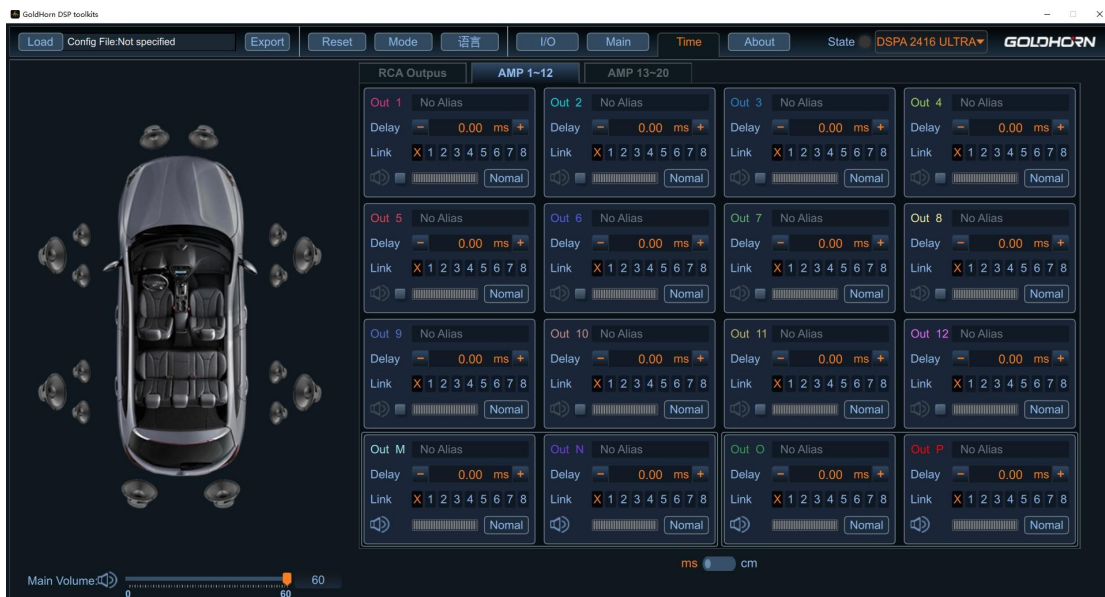 GoldHorn DSP toolkits
Load Config File:Not specified Export Reset Mode 语言 I/O Main Time About State DSPA 2416 ULTRA GOLDHORN
RCA Outpus AMP 1~12 AMP 13~20
Out 1 No Alias Out 2 No Alias Out 3 No Alias Out 4 No Alias
Delay − 0.00 ms + Delay − 0.00 ms + Delay − 0.00 ms + Delay − 0.00 ms +
Link X 1 2 3 4 5 6 7 8 Link X 1 2 3 4 5 6 7 8 Link X 1 2 3 4 5 6 7 8 Link X 1 2 3 4 5 6 7 8
Normal Normal Normal Normal
Out 5 No Alias Out 6 No Alias Out 7 No Alias Out 8 No Alias
Delay − 0.00 ms + Delay − 0.00 ms + Delay − 0.00 ms + Delay − 0.00 ms +
Link X 1 2 3 4 5 6 7 8 Link X 1 2 3 4 5 6 7 8 Link X 1 2 3 4 5 6 7 8 Link X 1 2 3 4 5 6 7 8
Normal Normal Normal Normal
Out 9 No Alias Out 10 No Alias Out 11 No Alias Out 12 No Alias
Delay − 0.00 ms + Delay − 0.00 ms + Delay − 0.00 ms + Delay − 0.00 ms +
Link X 1 2 3 4 5 6 7 8 Link X 1 2 3 4 5 6 7 8 Link X 1 2 3 4 5 6 7 8 Link X 1 2 3 4 5 6 7 8
Normal Normal Normal Normal
Out M No Alias Out N No Alias Out O No Alias Out P No Alias
Delay − 0.00 ms + Delay − 0.00 ms + Delay − 0.00 ms + Delay − 0.00 ms +
Link X 1 2 3 4 5 6 7 8 Link X 1 2 3 4 5 6 7 8 Link X 1 2 3 4 5 6 7 8 Link X 1 2 3 4 5 6 7 8
Normal Normal Normal Normal
ms cm
Main Volume: 60
0 60